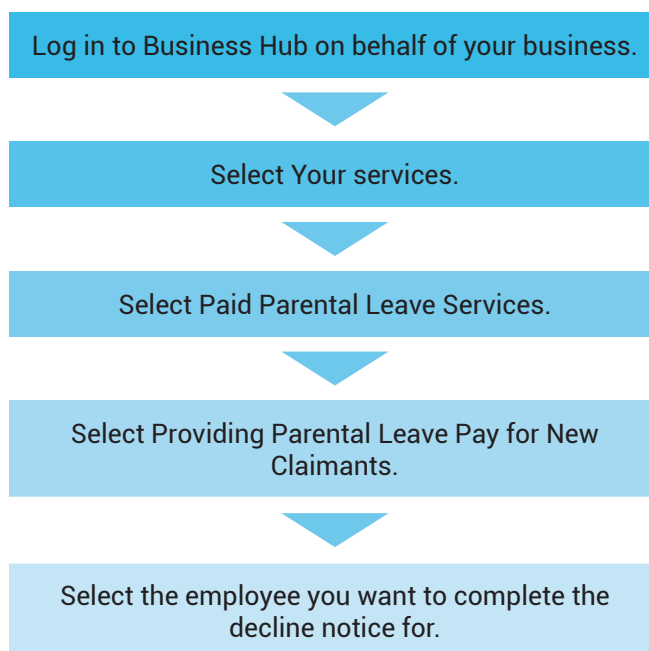 Log in to Business Hub on behalf of your business.
Select Your services.
Select Paid Parental Leave Services.
Select Providing Parental Leave Pay for New
Claimants.
Select the employee you want to complete the
decline notice for.